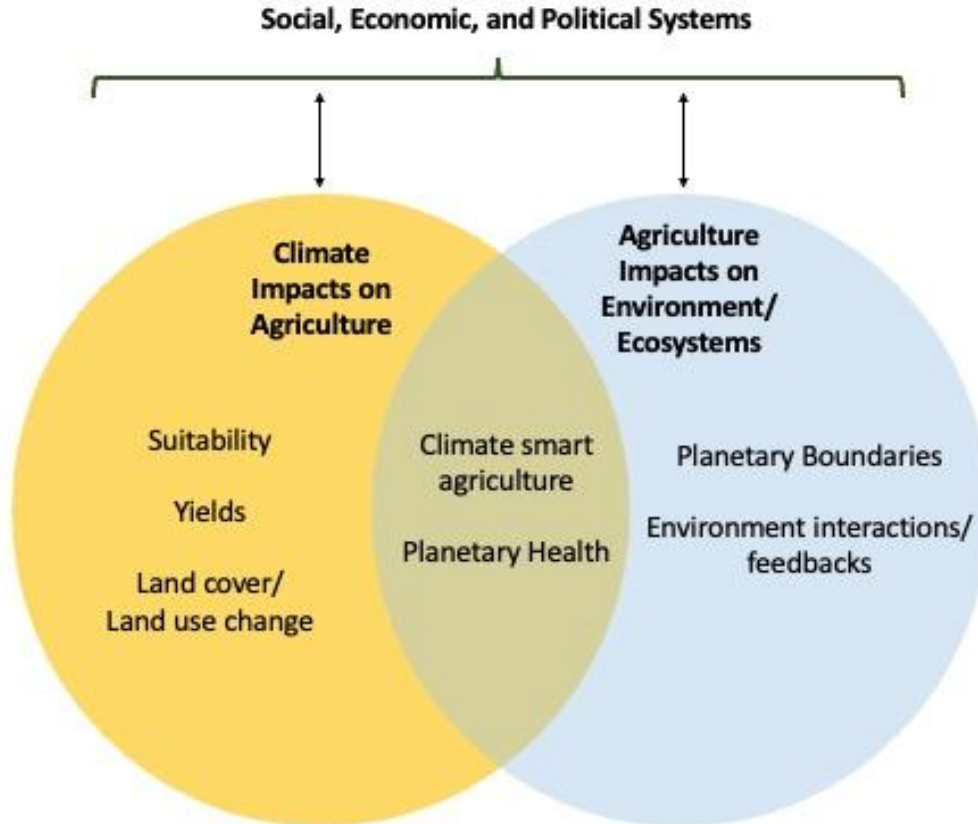 Social, Economic, and Political Systems
Climate
Impacts on
Agriculture
Agriculture
Impacts on
Environment/
Ecosystems
Suitability
Yields
Land cover/
Land use change
Climate smart
agriculture
Planetary Health
Planetary Boundaries
Environment interactions/
feedbacks